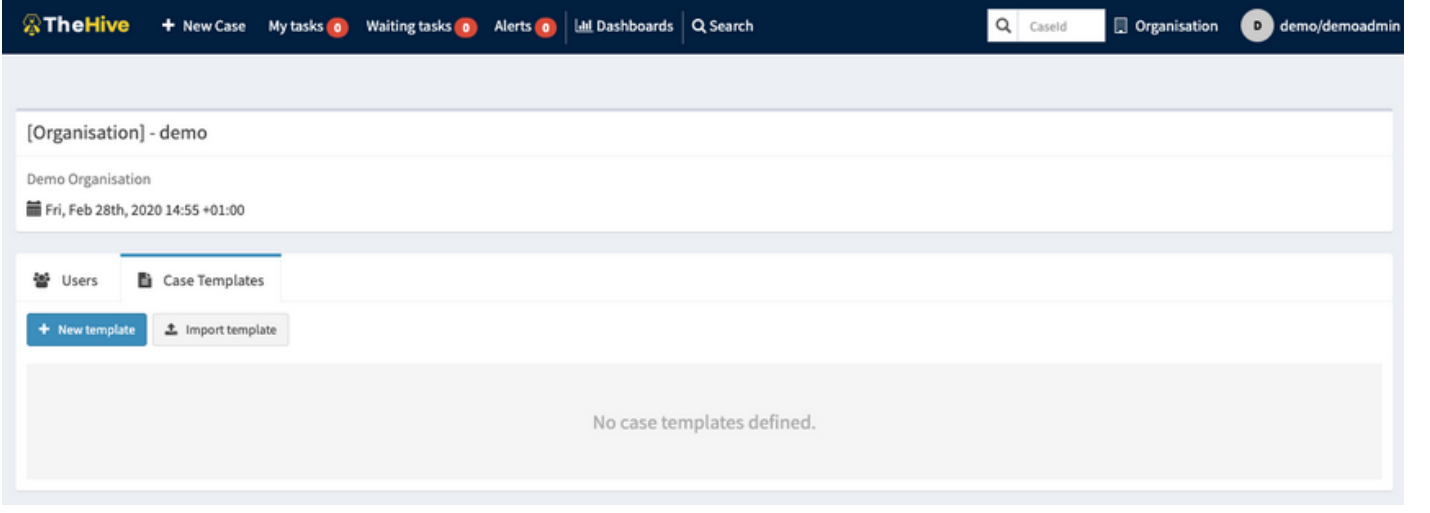 TheHive + New Case My tasks 0 Waiting tasks 0 Alerts 0 Dashboards Search CaseId Organisation D demo/demoadmin
[Organisation] - demo
Demo Organisation
Fri, Feb 28th, 2020 14:55 +01:00
Users Case Templates
+ New template Import template
No case templates defined.